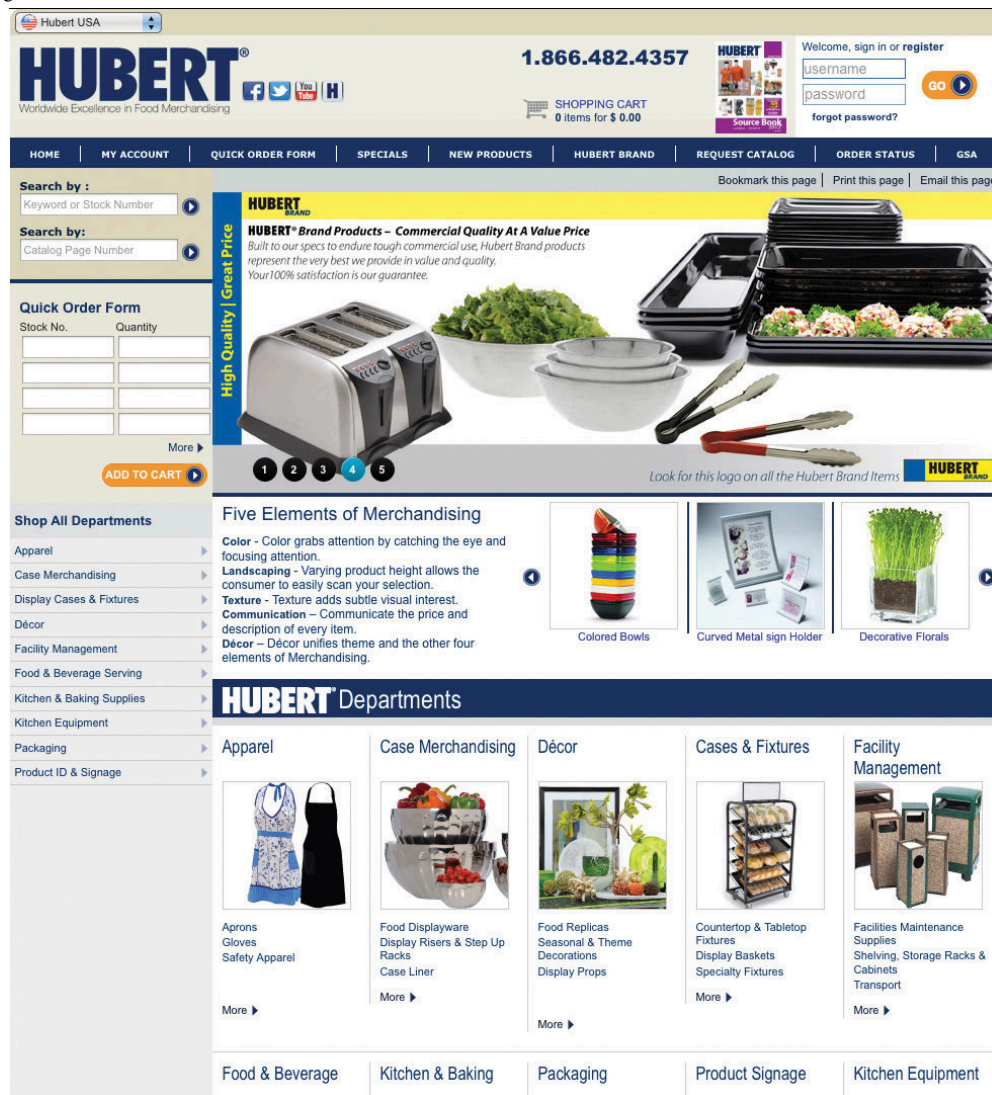 Hubert USA
HUBERT®
Worldwide Excellence in Food Merchandising
You
Tube
H
1.866.482.4357
SHOPPING CART
0 items for $ 0.00
HUBERT
Source Book
Welcome, sign in or register
username
password
GO
forgot password?
HOME | MY ACCOUNT | QUICK ORDER FORM | SPECIALS | NEW PRODUCTS | HUBERT BRAND | REQUEST CATALOG | ORDER STATUS | GSA
Bookmark this page | Print this page | Email this page
Search by :
Keyword or Stock Number
Search by:
Catalog Page Number
Quick Order Form
Stock No. Quantity
More
ADD TO CART
High Quality | Great Price
HUBERT
BRAND
HUBERT® Brand Products – Commercial Quality At A Value Price
Built to our specs to endure tough commercial use, Hubert Brand products
represent the very best we provide in value and quality.
Your100% satisfaction is our guarantee.
1 2 3 4 5
Look for this logo on all the Hubert Brand Items
HUBERT
BRAND
Shop All Departments
Apparel
Case Merchandising
Display Cases & Fixtures
Décor
Facility Management
Food & Beverage Serving
Kitchen & Baking Supplies
Kitchen Equipment
Packaging
Product ID & Signage
Five Elements of Merchandising
Color - Color grabs attention by catching the eye and
focusing attention.
Landscaping - Varying product height allows the
consumer to easily scan your selection.
Texture - Texture adds subtle visual interest.
Communication – Communicate the price and
description of every item.
Décor – Décor unifies theme and the other four
elements of Merchandising.
Colored Bowls
Curved Metal sign Holder
Decorative Florals
HUBERT® Departments
Apparel
Aprons
Gloves
Safety Apparel
More
Case Merchandising
Food Displayware
Display Risers & Step Up
Racks
Case Liner
More
Décor
Food Replicas
Seasonal & Theme
Decorations
Display Props
More
Cases & Fixtures
Countertop & Tabletop
Fixtures
Display Baskets
Specialty Fixtures
More
Facility
Management
Facilities Maintenance
Supplies
Shelving, Storage Racks &
Cabinets
Transport
More
Food & Beverage
Kitchen & Baking
Packaging
Product Signage
Kitchen Equipment